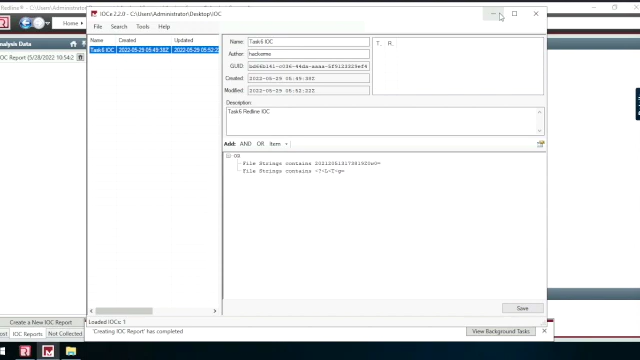 Redline®
IOCe 2.2.0 - C:\Users\Administrator\Desktop\IOC
Home
File Search Tools Help
Analysis Data
IOC Report (5/28/2022 10:54:2
Name Created Updated
Task6 IOC 2022-05-29 05:49:38Z 2022-05-29 05:52:22
Name: Task6 IOC
Author: hackerme
GUID:
Created: 2022-05-29 05:49:38Z
Modified: 2022-05-29 05:52:22Z
Description:
Task6 Redline IOC
Add: AND OR Item
OR
File Strings contains 20210513173819Z0w0=
File Strings contains -7<L<T<g=
Save
Loaded IOCs: 1
Create a New IOC Report
'Creating IOC Report' has completed
View Background Tasks
IOC Reports Not Collected